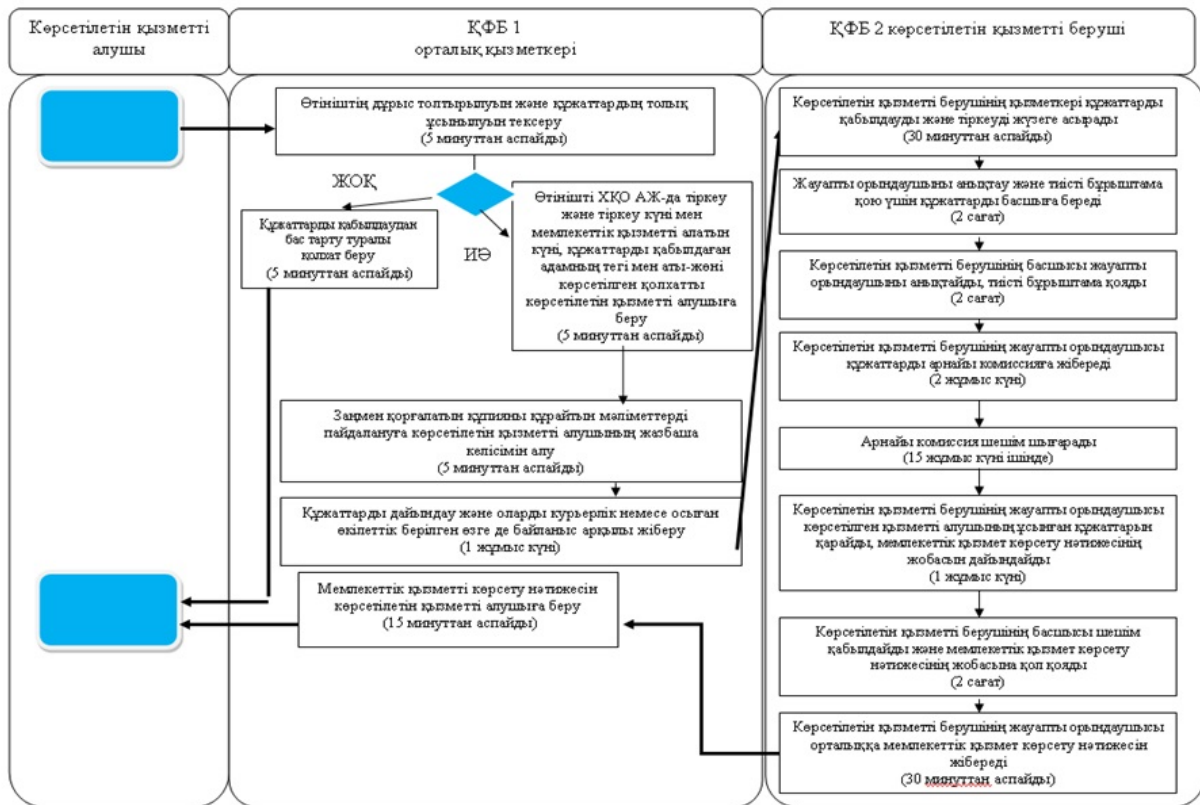 Көрсетілетін қызметті
алушы
ҚФБ 1
орталық қызметкері
ҚФБ 2 көрсетілетін қызметті беруші
Өтініштің дұрыс толтырылуын және құжаттардың толық
ұсынылуын тексеру
(5 минуттан аспайды)
ЖОҚ
Құжаттарды қабылдаудан
бас тарту туралы
қолхат беру
(5 минуттан аспайды)
ИӘ
Өтінішті ХҚО АЖ-да тіркеу
және тіркеу күні мен
мемлекеттік қызметті алатын
күні, құжаттарды қабылдаған
адамның тегі мен аты-жөні
көрсетілген қолхатты
көрсетілетін қызметті алушыға
беру
(5 минуттан аспайды)
Заңмен қорғалатын құпияны құрайтын мәліметтерді
пайдалануға көрсетілетін қызметті алушының жазбаша
келісімін алу
(5 минуттан аспайды)
Құжаттарды дайындау және оларды курьерлік немесе осыған
өкілеттік берілген өзге де байланыс арқылы жіберу
(1 жұмыс күні)
Мемлекеттік қызметті көрсету нәтижесін
көрсетілетін қызметті алушыға беру
(15 минуттан аспайды)
Көрсетілетін қызметті берушінің қызметкері құжаттарды
қабылдауды және тіркеуді жүзеге асырады
(30 минуттан аспайды)
Жауапты орындаушыны анықтау және тиісті бұрыштама
қою үшін құжаттарды басшыға береді
(2 сағат)
Көрсетілетін қызметті берушінің басшысы жауапты
орындаушыны анықтайды, тиісті бұрыштама қояды
(2 сағат)
Көрсетілетін қызметті берушінің жауапты орындаушысы
құжаттарды арнайы комиссияға жібереді
(2 жұмыс күні)
Арнайы комиссия шешім шығарады
(15 жұмыс күні ішінде)
Көрсетілетін қызметті берушінің жауапты орындаушысы
көрсетілген қызметті алушының ұсынған құжаттарын
қарайды, мемлекеттік қызмет көрсету нәтижесінің
жобасын дайындайды
(1 жұмыс күні)
Көрсетілетін қызметті берушінің басшысы шешім
қабылдайды және мемлекеттік қызмет көрсету
нәтижесінің жобасына қол қояды
(2 сағат)
Көрсетілетін қызметті берушінің жауапты орындаушысы
орталыққа мемлекеттік қызмет көрсету нәтижесін
жібереді
(30 минуттан аспайды)